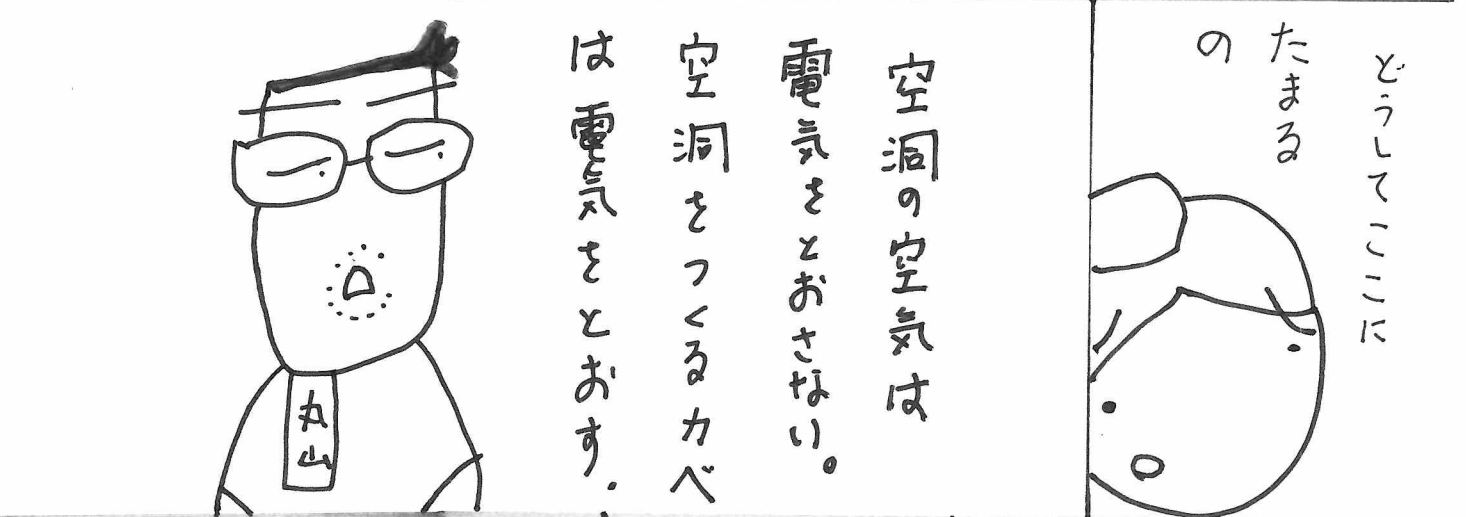 どうしてここに
たまる
の
空洞の空気は
電気をとおさない。
空洞をつくるカベ
は電気をとおす.
丸山